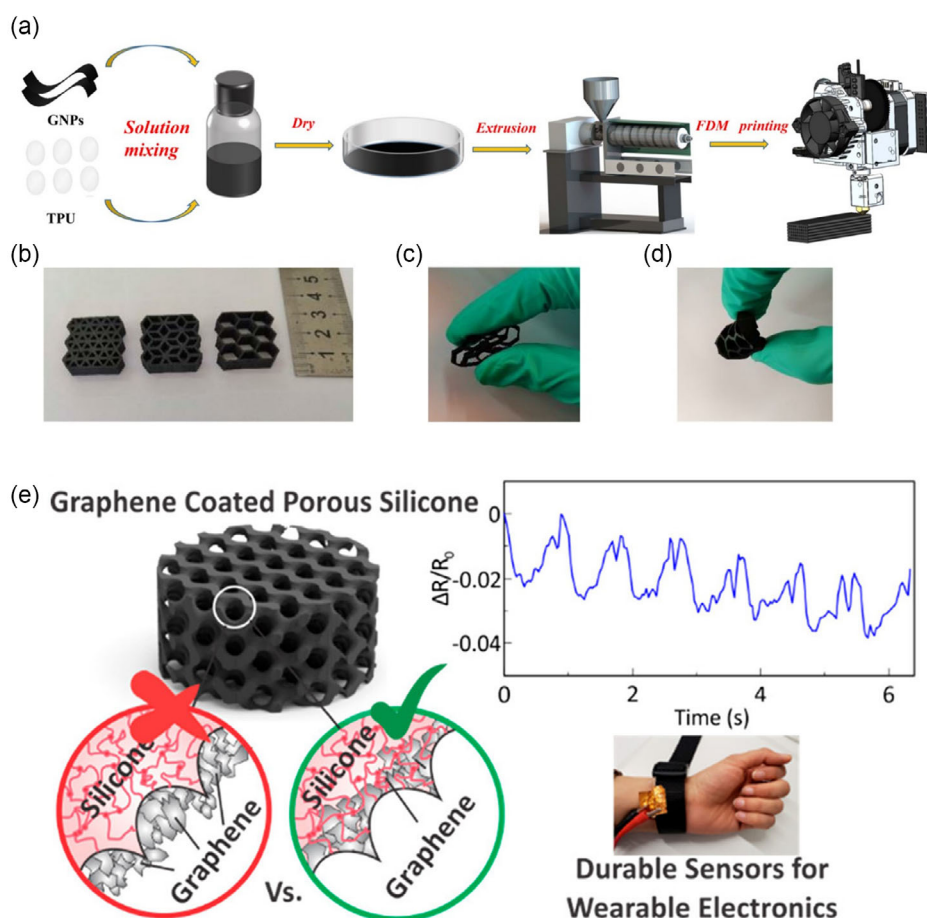 (a)
GNPs
TPU
Solution
mixing
Dry
Extrusion
FDM printing
(b)
1 2 3 4 5
(c)
(d)
(e)
Graphene Coated Porous Silicone
Silicone
Graphene
Vs.
Silicone
Graphene
ΔR/R₀
0
-0.02
-0.04
0 2 4 6
Time (s)
Durable Sensors for
Wearable Electronics